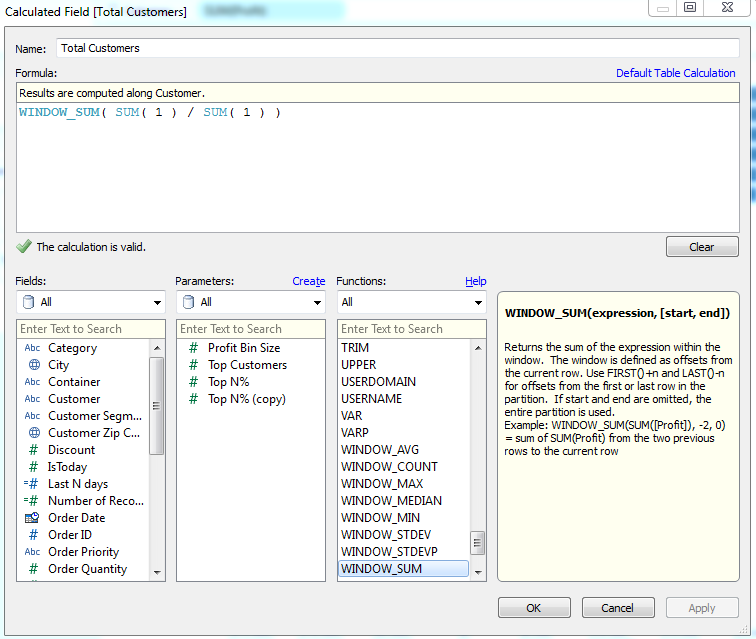 Calculated Field [Total Customers]
Name: Total Customers
Formula: Default Table Calculation
Results are computed along Customer.
WINDOW_SUM( SUM( 1 ) / SUM( 1 ) )
The calculation is valid.
Clear
Fields:
All
Enter Text to Search
Abc Category
City
Abc Container
Abc Customer
Abc Customer Segm...
Customer Zip C...
# Discount
# IsToday
=# Last N days
=# Number of Reco...
Order Date
# Order ID
Abc Order Priority
# Order Quantity
Parameters: Create
All
Enter Text to Search
# Profit Bin Size
# Top Customers
# Top N%
# Top N% (copy)
Functions: Help
All
Enter Text to Search
TRIM
UPPER
USERDOMAIN
USERNAME
VAR
VARP
WINDOW_AVG
WINDOW_COUNT
WINDOW_MAX
WINDOW_MEDIAN
WINDOW_MIN
WINDOW_STDEV
WINDOW_STDEVP
WINDOW_SUM
WINDOW_SUM(expression, [start, end])
Returns the sum of the expression within the
window. The window is defined as offsets from
the current row. Use FIRST()+n and LAST()-n
for offsets from the first or last row in the
partition. If start and end are omitted, the
entire partition is used.
Example: WINDOW_SUM(SUM([Profit]), -2, 0)
= sum of SUM(Profit) from the two previous
rows to the current row
OK
Cancel
Apply